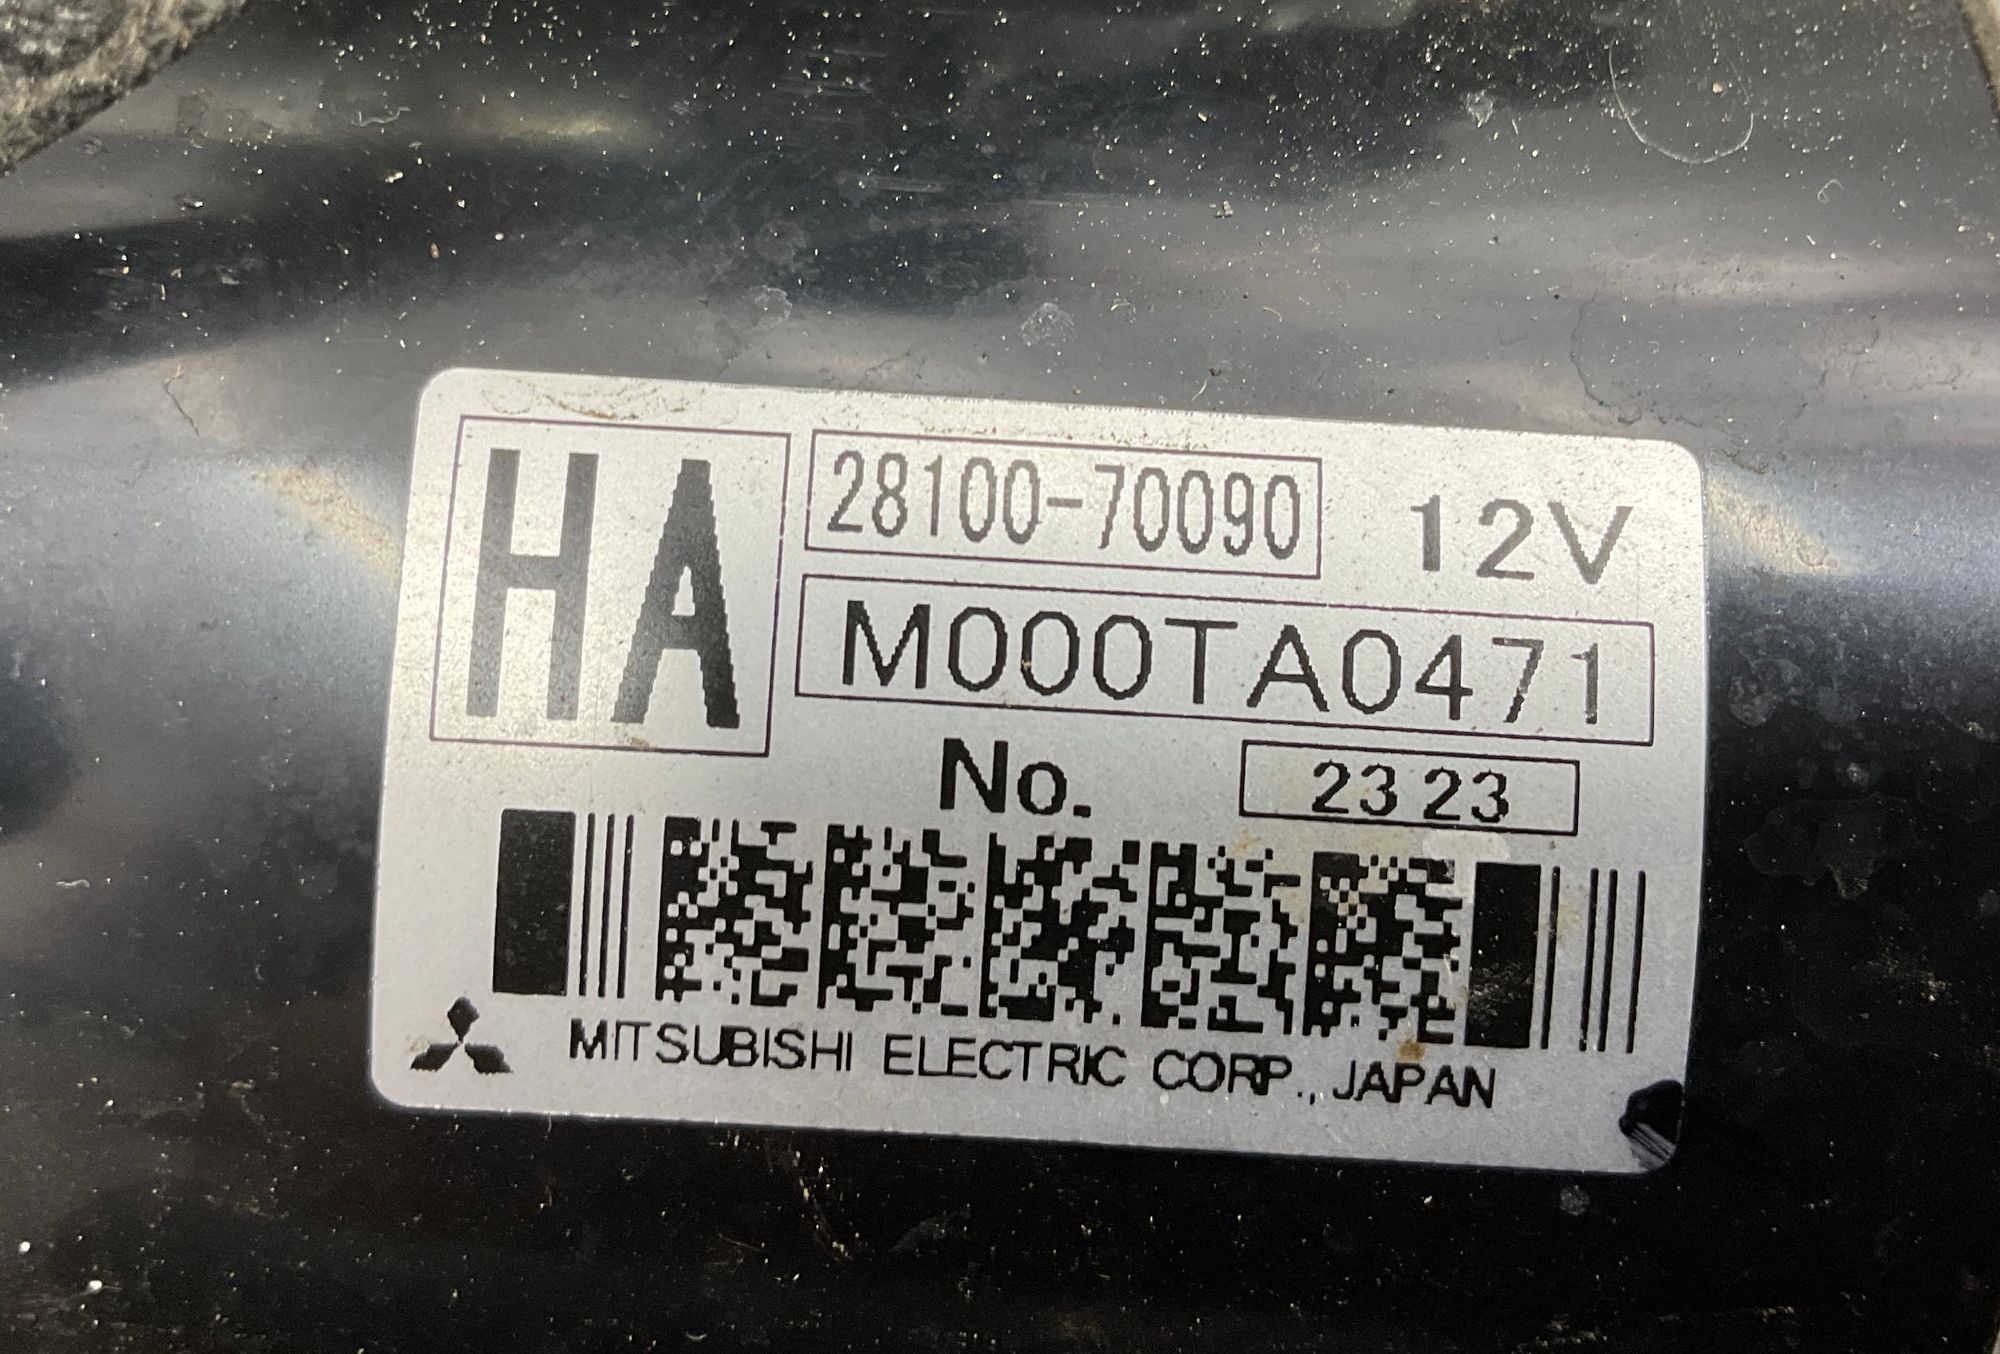 HA
28100-70090 12V
M000TA0471
No. 23 23
MITSUBISHI ELECTRIC CORP., JAPAN